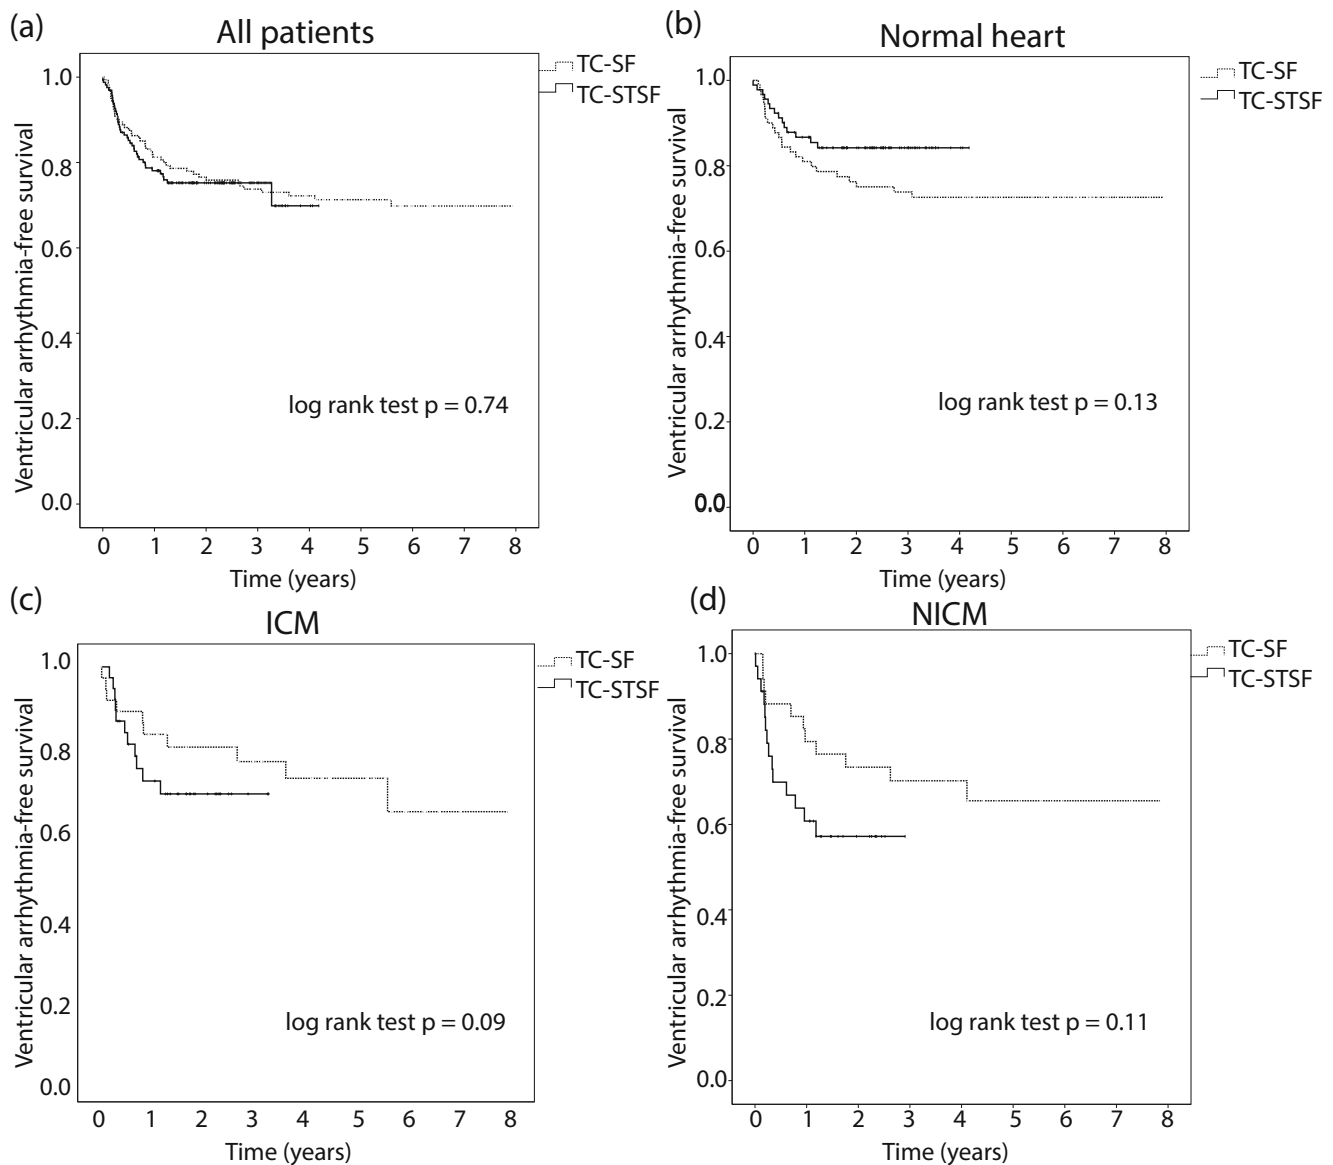 (a)
All patients
TC-SF
TC-STSF
Ventricular arrhythmia-free survival
1.0
0.8
0.6
0.4
0.2
0.0
log rank test p = 0.74
0 1 2 3 4 5 6 7 8
Time (years)
(b)
Normal heart
TC-SF
TC-STSF
Ventricular arrhythmia-free survival
1.0
0.8
0.6
0.4
0.2
0.0
log rank test p = 0.13
0 1 2 3 4 5 6 7 8
Time (years)
(c)
ICM
TC-SF
TC-STSF
Ventricular arrhythmia-free survival
1.0
0.8
0.6
0.4
0.2
0.0
log rank test p = 0.09
0 1 2 3 4 5 6 7 8
Time (years)
(d)
NICM
TC-SF
TC-STSF
Ventricular arrhythmia-free survival
1.0
0.8
0.6
0.4
0.2
0.0
log rank test p = 0.11
0 1 2 3 4 5 6 7 8
Time (years)